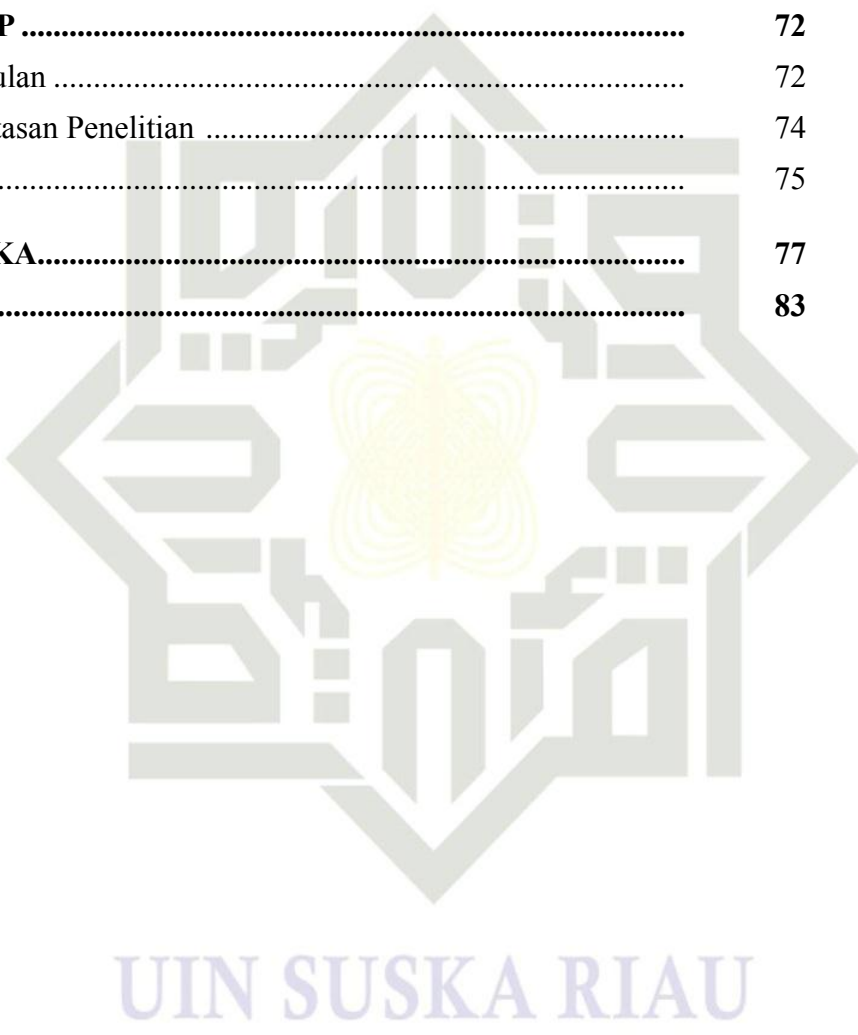 P ........ 72
ulan ........ 72
tasan Penelitian ........ 74
........ 75
KA........ 77
........ 83
UIN SUSKA RIAU